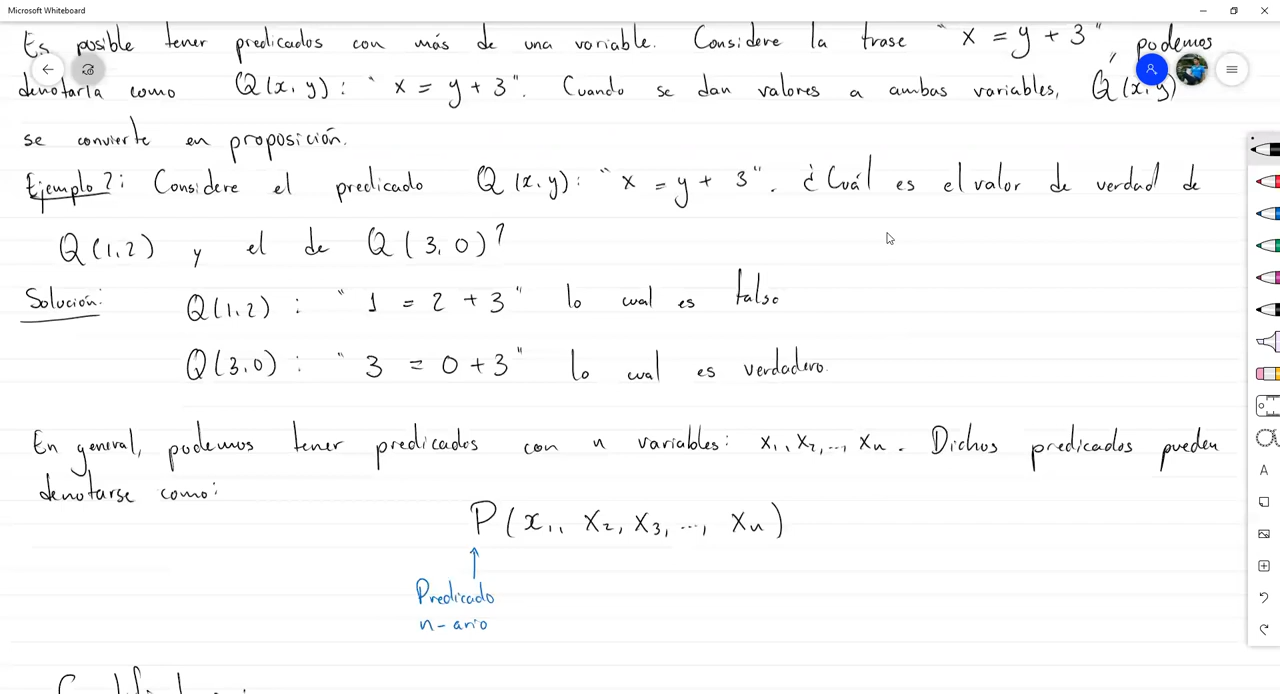 Microsoft Whiteboard
Es posible tener predicados con más de una variable. Considere la frase "x = y + 3", podemos
denotarla como Q(x,y): "x = y + 3". Cuando se dan valores a ambas variables, Q(x,y)
se convierte en proposición.
Ejemplo 2: Considere el predicado Q(x,y): "x = y + 3". ¿Cuál es el valor de verdad de
Q(1,2) y el de Q(3,0)?
Solución: Q(1,2): "1 = 2 + 3" lo cual es falso
Q(3,0): "3 = 0 + 3" lo cual es verdadero.
En general, podemos tener predicados con n variables: x₁, x₂, ..., xₙ. Dichos predicados pueden
denotarse como:
P(x₁, x₂, x₃, ..., xₙ)
Predicado
n-ario